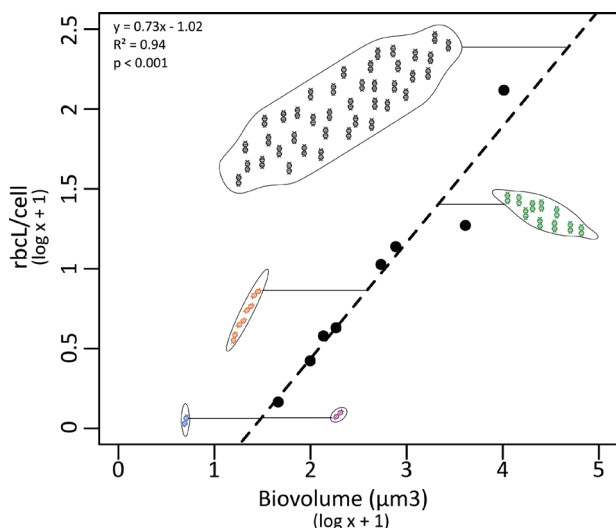 y = 0.73x - 1.02
R² = 0.94
p < 0.001
2.5
2
1.5
1
0.5
0
rbcL/cell
(log x + 1)
0 1 2 3 4 5
Biovolume (µm3)
(log x + 1)